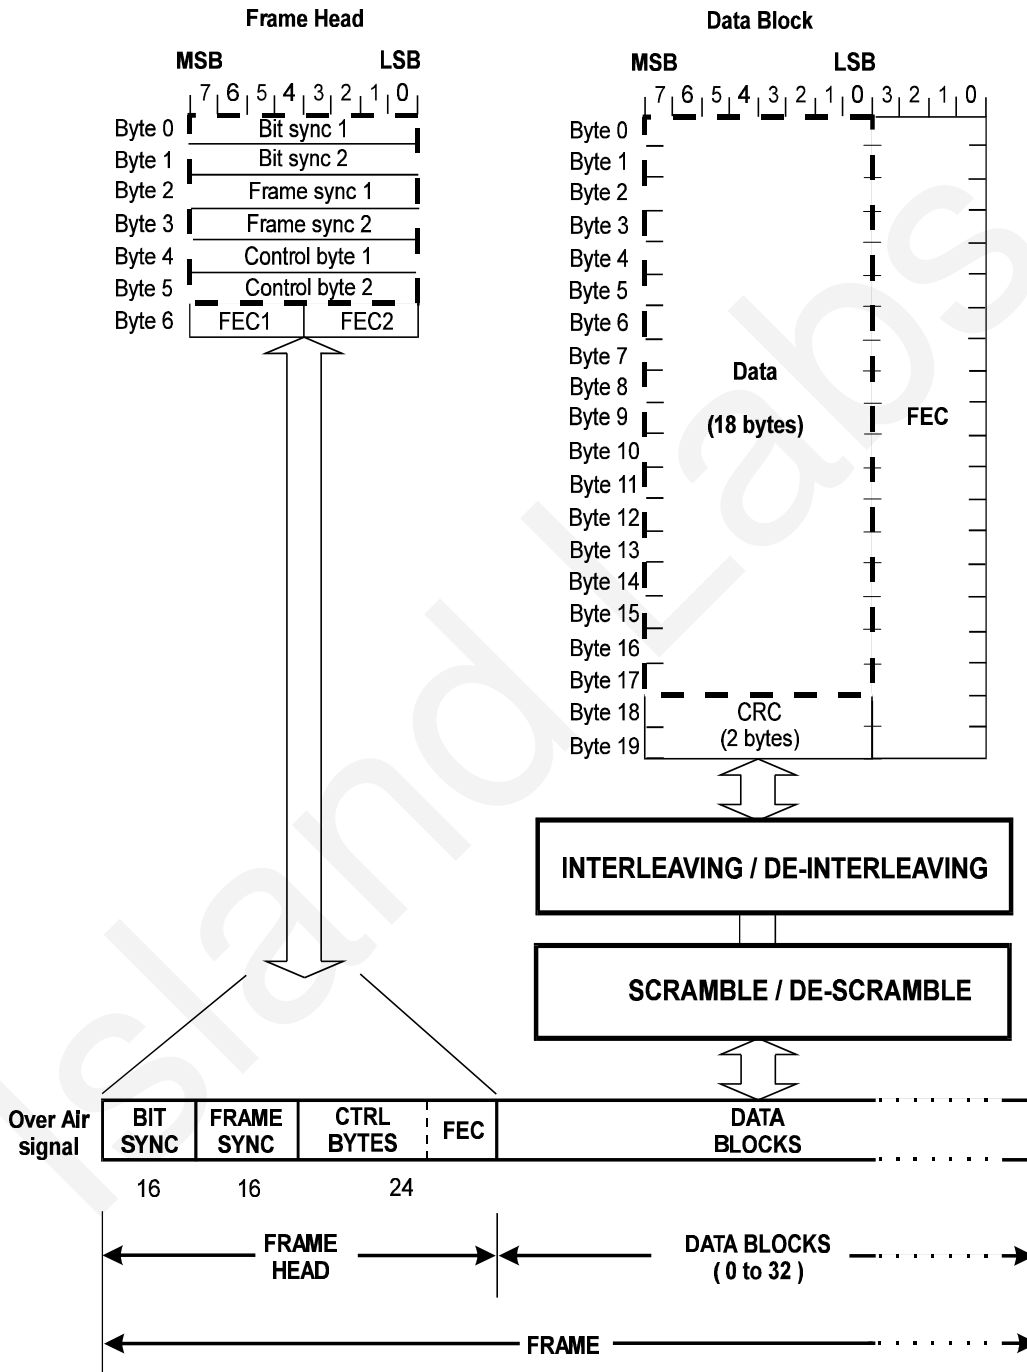 Frame Head
MSB LSB
7 6 5 4 3 2 1 0
Byte 0 Bit sync 1
Byte 1 Bit sync 2
Byte 2 Frame sync 1
Byte 3 Frame sync 2
Byte 4 Control byte 1
Byte 5 Control byte 2
Byte 6 FEC1 FEC2
Data Block
MSB LSB
7 6 5 4 3 2 1 0 3 2 1 0
Byte 0
Byte 1
Byte 2
Byte 3
Byte 4
Byte 5
Byte 6
Byte 7
Byte 8
Byte 9
Byte 10
Byte 11
Byte 12
Byte 13
Byte 14
Byte 15
Byte 16
Byte 17
Byte 18
Byte 19
Data
(18 bytes)
FEC
CRC
(2 bytes)
INTERLEAVING / DE-INTERLEAVING
SCRAMBLE / DE-SCRAMBLE
Over Air
signal
BIT
SYNC
FRAME
SYNC
CTRL
BYTES
FEC
DATA
BLOCKS
16 16 24
FRAME
HEAD
DATA BLOCKS
( 0 to 32 )
FRAME
Island Labs